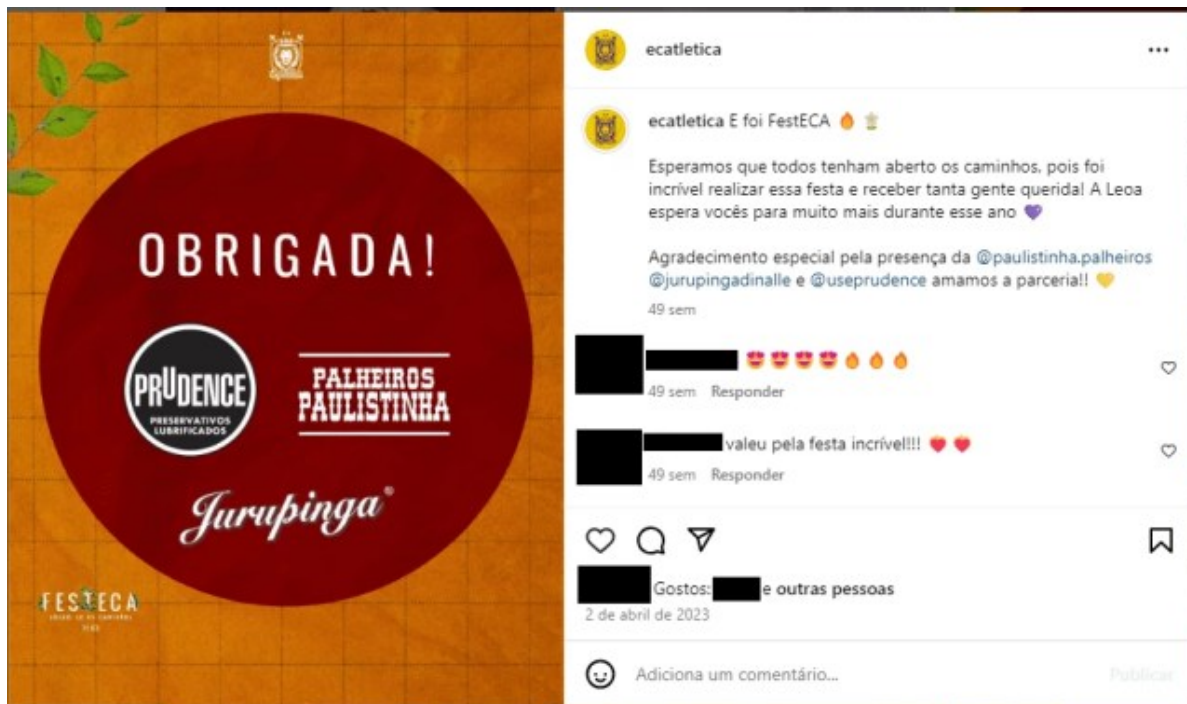 OBRIGADA!
PRUDENCE
PRESERVATIVOS
LUBRIFICADOS
PALHEIROS
PAULISTINHA
Jurupinga®
FESTECA
ecatletica
ecatletica E foi FestECA 🔥
Esperamos que todos tenham aberto os caminhos, pois foi
incrível realizar essa festa e receber tanta gente querida! A Leoa
espera vocês para muito mais durante esse ano 💜
Agradecimento especial pela presença da @paulistinha.palheiros
@jurupingadinalle e @useprudence amamos a parceria!! 💛
49 sem
😍😍😍😍🔥🔥🔥
49 sem Responder
valeu pela festa incrível!!! ❤️❤️
49 sem Responder
Gostos: e outras pessoas
2 de abril de 2023
Adiciona um comentário...
Publicar